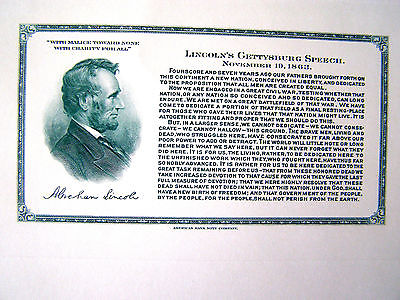 "WITH MALICE TOWARD NONE
WITH CHARITY FOR ALL"
LINCOLN'S GETTYSBURG SPEECH.
NOVEMBER 19, 1863.
FOURSCORE AND SEVEN YEARS AGO OUR FATHERS BROUGHT FORTH ON
THIS CONTINENT A NEW NATION, CONCEIVED IN LIBERTY, AND DEDICATED
TO THE PROPOSITION THAT ALL MEN ARE CREATED EQUAL.
NOW WE ARE ENGAGED IN A GREAT CIVIL WAR, TESTING WHETHER THAT
NATION, OR ANY NATION SO CONCEIVED AND SO DEDICATED, CAN LONG
ENDURE. WE ARE MET ON A GREAT BATTLEFIELD OF THAT WAR. WE HAVE
COME TO DEDICATE A PORTION OF THAT FIELD AS A FINAL RESTING-PLACE
FOR THOSE WHO GAVE THEIR LIVES THAT THAT NATION MIGHT LIVE. IT IS
ALTOGETHER FITTING AND PROPER THAT WE SHOULD DO THIS.
BUT IN A LARGER SENSE, WE CANNOT DEDICATE – WE CANNOT CONSE-
CRATE – WE CANNOT HALLOW – THIS GROUND. THE BRAVE MEN, LIVING AND
DEAD, WHO STRUGGLED HERE, HAVE CONSECRATED IT FAR ABOVE OUR
POOR POWER TO ADD OR DETRACT. THE WORLD WILL LITTLE NOTE OR LONG
REMEMBER WHAT WE SAY HERE, BUT IT CAN NEVER FORGET WHAT THEY
DID HERE. IT IS FOR US, THE LIVING, RATHER, TO BE DEDICATED HERE TO
THE UNFINISHED WORK WHICH THEY, WHO FOUGHT HERE, HAVE THUS FAR
SO NOBLY ADVANCED. IT IS RATHER FOR US TO BE HERE DEDICATED TO THE
GREAT TASK REMAINING BEFORE US – THAT FROM THESE HONORED DEAD WE
TAKE INCREASED DEVOTION TO THAT CAUSE FOR WHICH THEY GAVE THE LAST
FULL MEASURE OF DEVOTION; THAT WE HERE HIGHLY RESOLVE THAT THESE
DEAD SHALL HAVE NOT DIED IN VAIN; THAT THIS NATION, UNDER GOD, SHALL
HAVE A NEW BIRTH OF FREEDOM; AND THAT GOVERNMENT OF THE PEOPLE,
BY THE PEOPLE, FOR THE PEOPLE, SHALL NOT PERISH FROM THE EARTH.
Abraham Lincoln
AMERICAN BANK NOTE COMPANY.